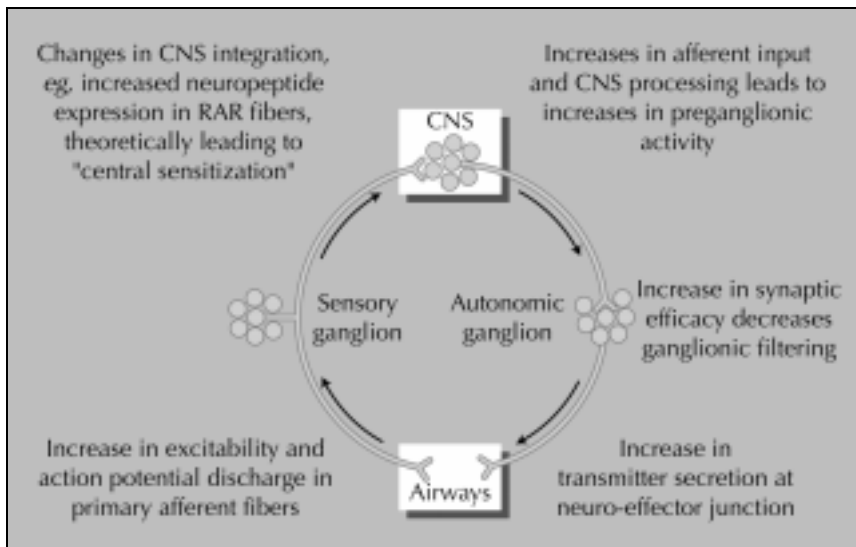 Changes in CNS integration,
eg, increased neuropeptide
expression in RAR fibers,
theoretically leading to
"central sensitization"
Increases in afferent input
and CNS processing leads to
increases in preganglionic
activity
CNS
Sensory
ganglion
Autonomic
ganglion
Increase in synaptic
efficacy decreases
ganglionic filtering
Increase in excitability and
action potential discharge in
primary afferent fibers
Airways
Increase in
transmitter secretion at
neuro-effector junction